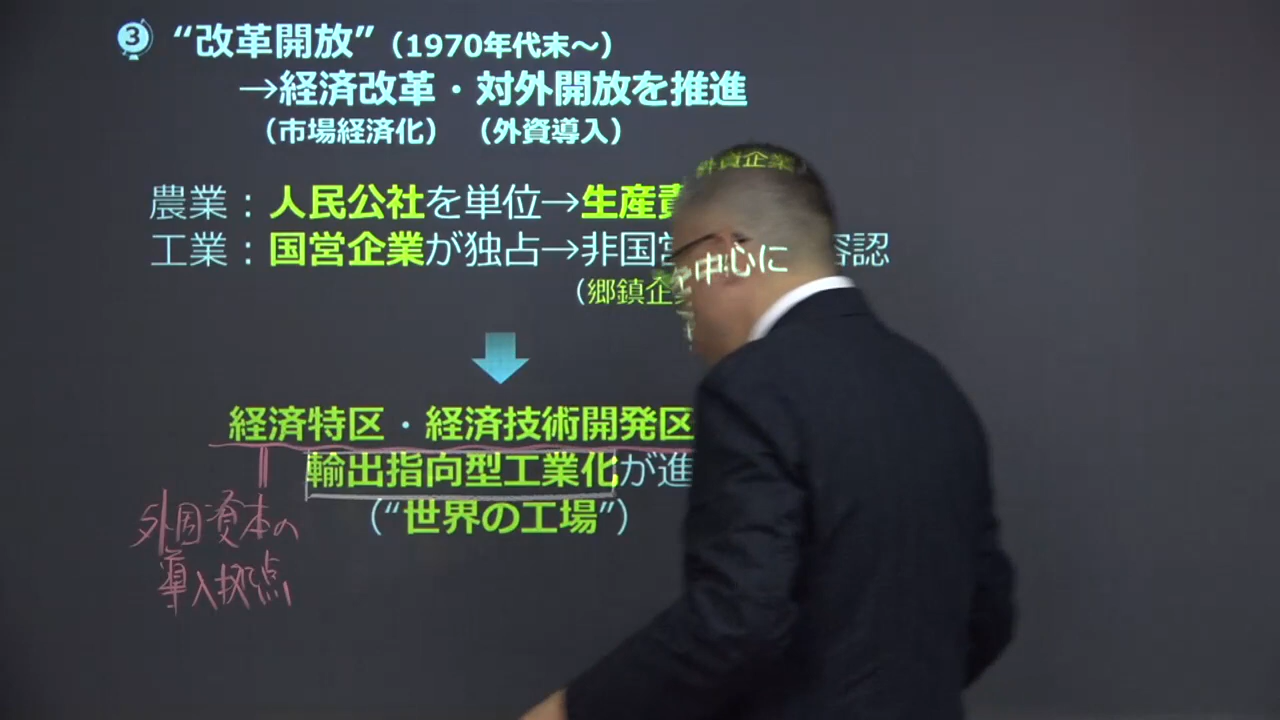 ③ “改革開放”（1970年代末～）
→経済改革・対外開放を推進
（市場経済化）（外資導入）
農業：人民公社を単位→生産責
工業：国営企業が独占→非国営 容認
（郷鎮企業 外資企業
経済特区・経済技術開発区を中心に
輸出指向型工業化が進
（“世界の工場”）
外国資本の
導入拠点